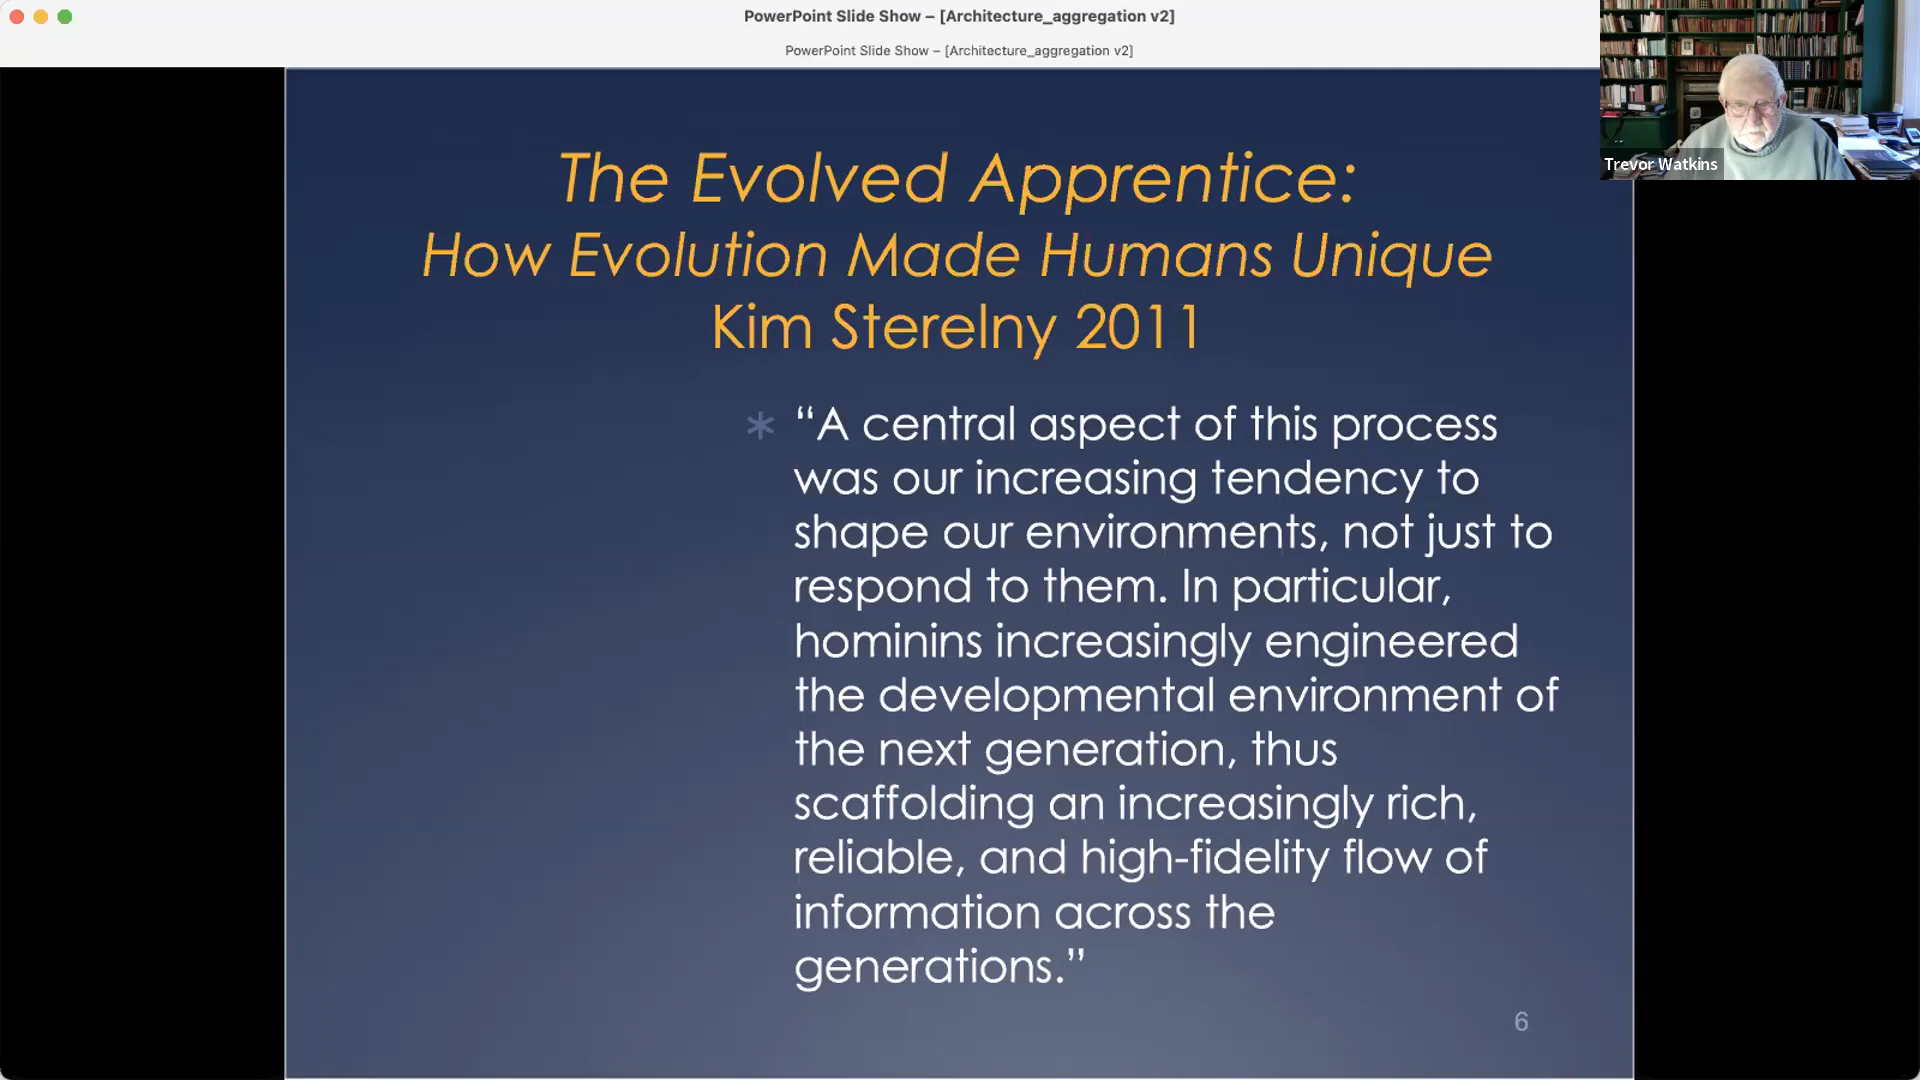 PowerPoint Slide Show – [Architecture_aggregation v2]
PowerPoint Slide Show – [Architecture_aggregation v2]
Trevor Watkins
The Evolved Apprentice:
How Evolution Made Humans Unique
Kim Sterelny 2011
* “A central aspect of this process
was our increasing tendency to
shape our environments, not just to
respond to them. In particular,
hominins increasingly engineered
the developmental environment of
the next generation, thus
scaffolding an increasingly rich,
reliable, and high-fidelity flow of
information across the
generations.”
6